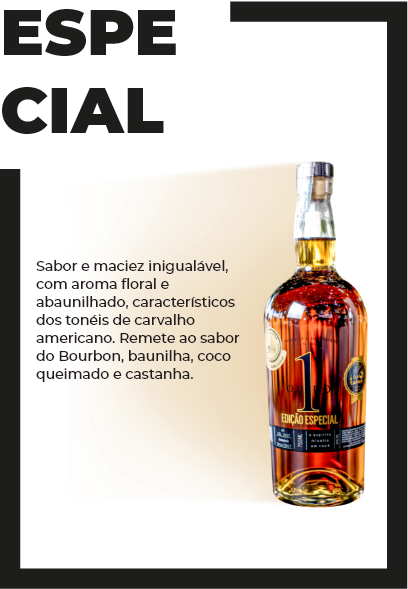 ESPE
CIAL
Sabor e maciez inigualável,
com aroma floral e
abaunilhado, característicos
dos tonéis de carvalho
americano. Remete ao sabor
do Bourbon, baunilha, coco
queimado e castanha.
1
EDIÇÃO ESPECIAL